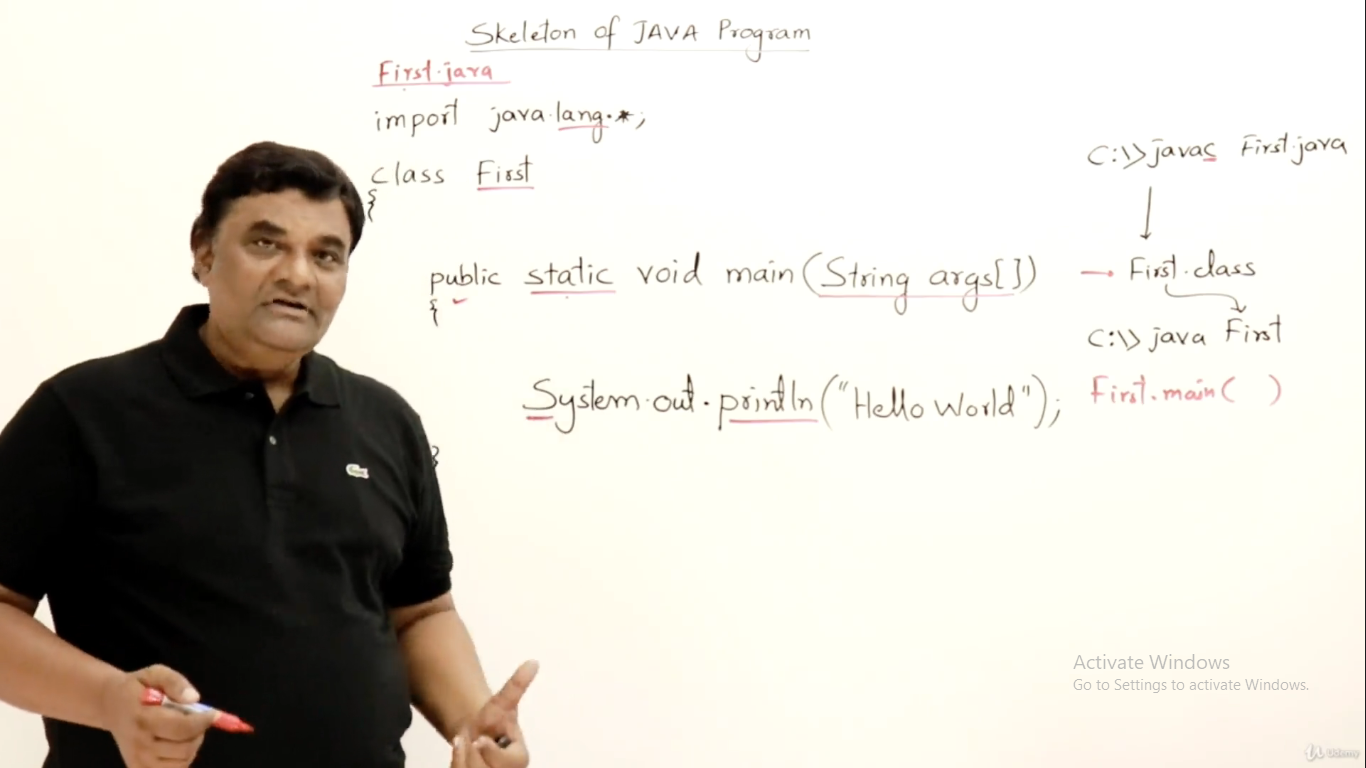 Skeleton of JAVA Program
First.java
import java.lang.*;
class First
{
public static void main(String args[])
{
System.out.println("Hello World");
}
C:\> javac First.java
First.class
C:\> java First
First.main( )
Activate Windows
Go to Settings to activate Windows.
Udemy